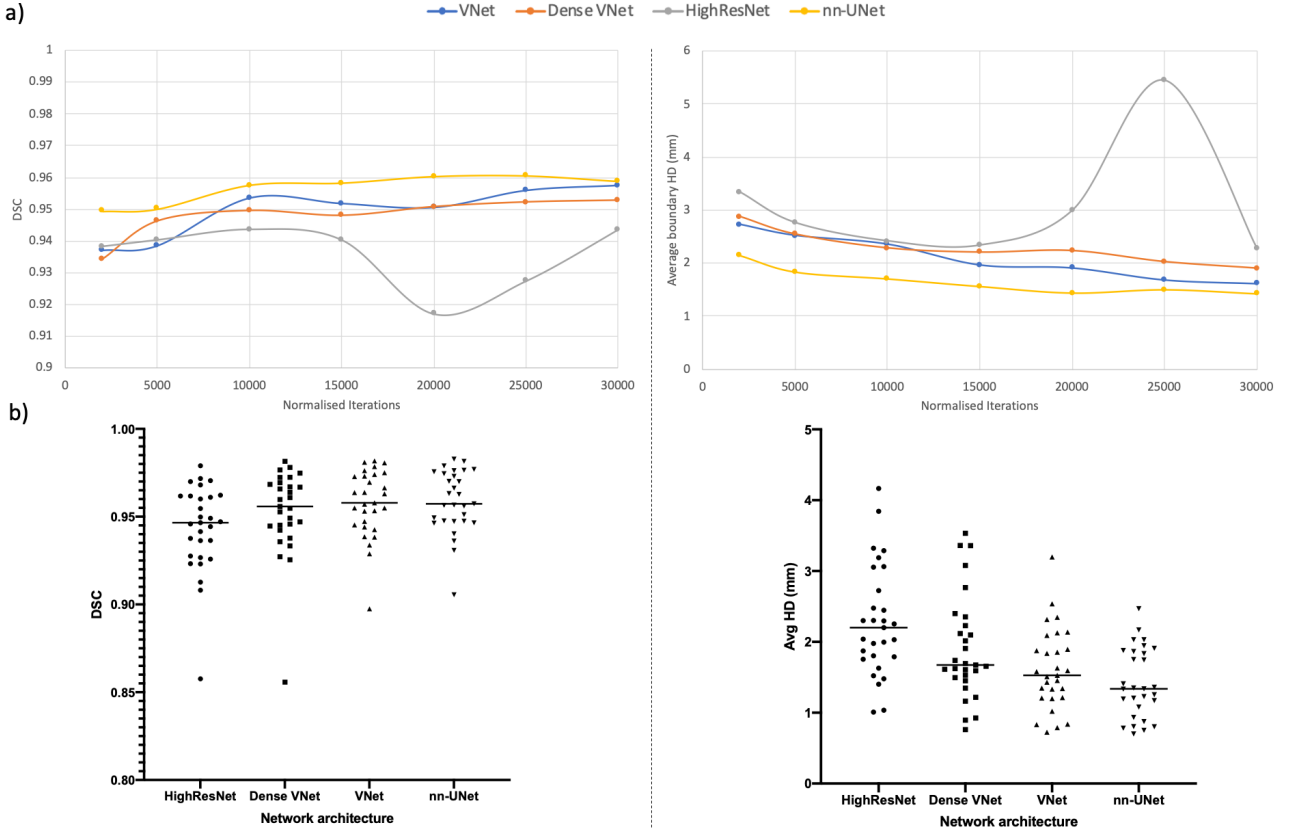 a)
VNet Dense VNet HighResNet nn-UNet
1
0.99
0.98
0.97
0.96
0.95
0.94
0.93
0.92
0.91
0.9
DSC
0 5000 10000 15000 20000 25000 30000
Normalised Iterations
6
5
4
3
2
1
0
Average boundary HD (mm)
0 5000 10000 15000 20000 25000 30000
Normalised Iterations
b)
1.00
0.95
0.90
0.85
0.80
DSC
HighResNet Dense VNet VNet nn-UNet
Network architecture
5
4
3
2
1
0
Avg HD (mm)
HighResNet Dense VNet VNet nn-UNet
Network architecture